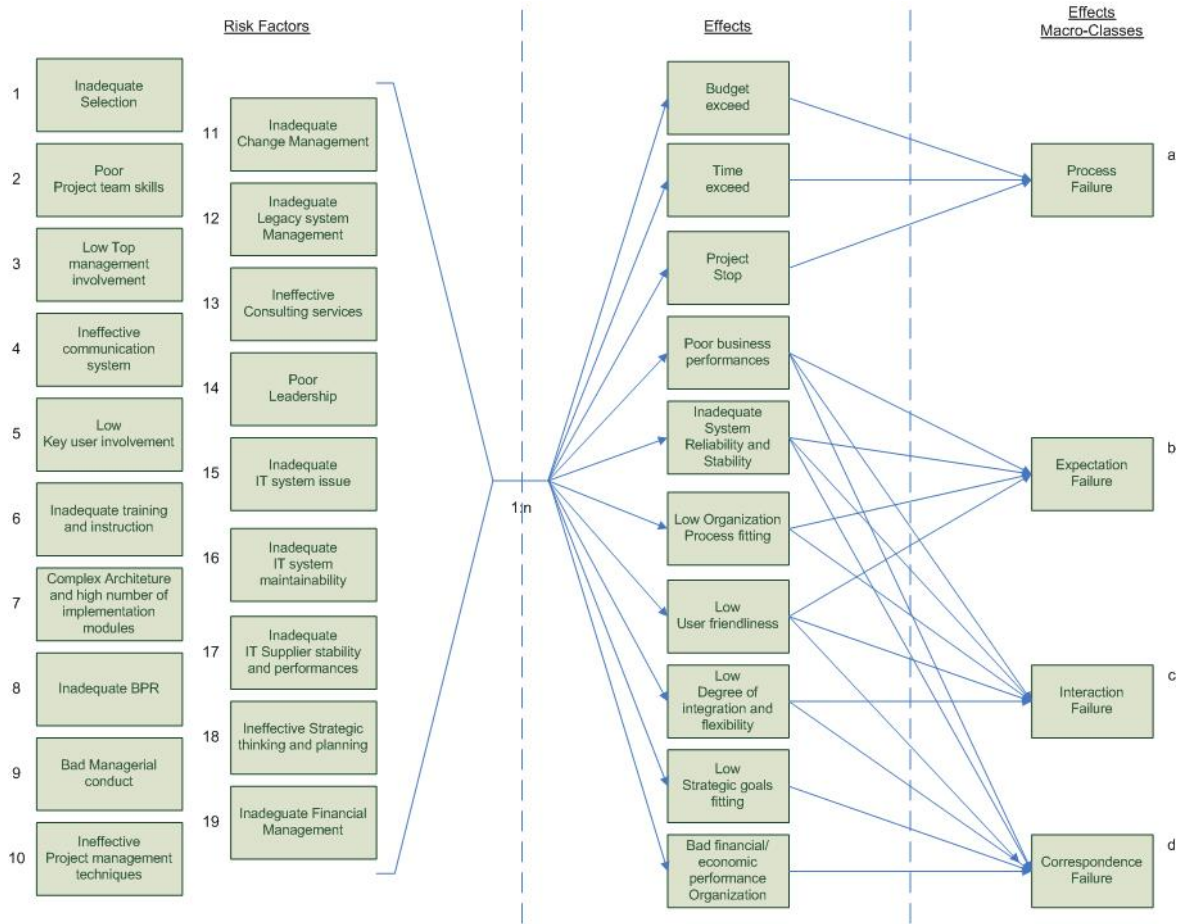 Risk Factors
1
Inadequate
Selection
2
Poor
Project team skills
3
Low Top
management
involvement
4
Ineffective
communication
system
5
Low
Key user involvement
6
Inadequate training
and instruction
7
Complex Architeture
and high number of
implementation
modules
8
Inadequate BPR
9
Bad Managerial
conduct
10
Ineffective
Project management
techniques
11
Inadequate
Change Management
12
Inadeguate
Legacy system
Management
13
Ineffective
Consulting services
14
Poor
Leadership
15
Inadequate
IT system issue
16
Inadequate
IT system
maintainability
17
Inadequate
IT Supplier stability
and performances
18
Ineffective Strategic
thinking and planning
19
Inadeguate Financial
Management
1:n
Effects
Budget
exceed
Time
exceed
Project
Stop
Poor business
performances
Inadequate
System
Reliability and
Stability
Low Organization
Process fitting
Low
User friendliness
Low
Degree of
integration and
flexibility
Low
Strategic goals
fitting
Bad financial/
economic
performance
Organization
Effects
Macro-Classes
a
Process
Failure
b
Expectation
Failure
c
Interaction
Failure
d
Correspondence
Failure